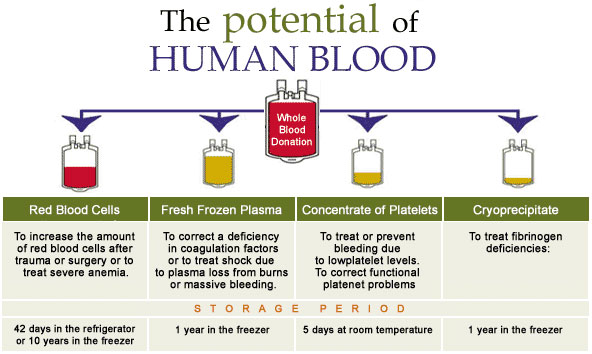 The potential of
HUMAN BLOOD
Whole
Blood
Donation
Red Blood Cells
To increase the amount
of red blood cells after
trauma or surgery or to
treat severe anemia.
Fresh Frozen Plasma
To correct a deficiency
in coagulation factors
or to treat shock due
to plasma loss from burns
or massive bleeding.
Concentrate of Platelets
To treat or prevent
bleeding due
to lowplatelet levels.
To correct functional
platenet problems
Cryoprecipitate
To treat fibrinogen
deficiencies:
STORAGE PERIOD
42 days in the refrigerator
or 10 years in the freezer
1 year in the freezer
5 days at room temperature
1 year in the freezer